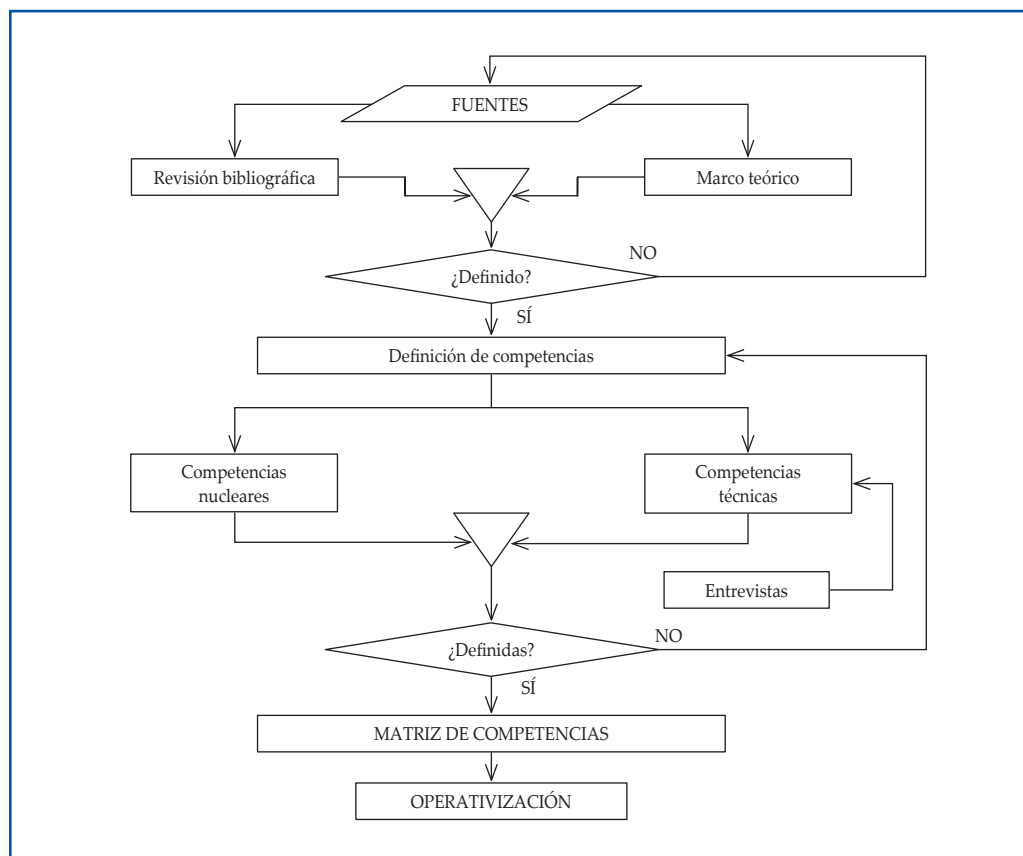 FUENTES
Revisión bibliográfica
Marco teórico
¿Definido?
NO
SÍ
Definición de competencias
Competencias
nucleares
Competencias
técnicas
Entrevistas
¿Definidas?
NO
SÍ
MATRIZ DE COMPETENCIAS
OPERATIVIZACIÓN